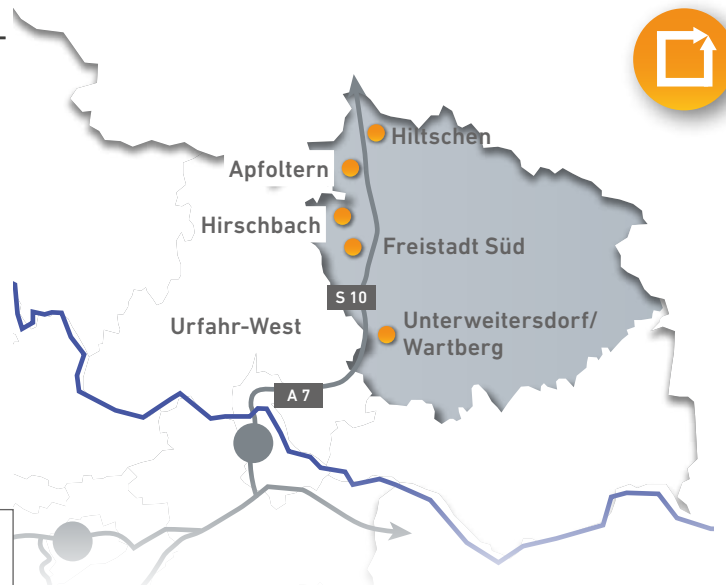 Hiltschen
Apfoltern
Hirschbach
Freistadt Süd
S 10
Urfahr-West
Unterweitersdorf/
Wartberg
A 7